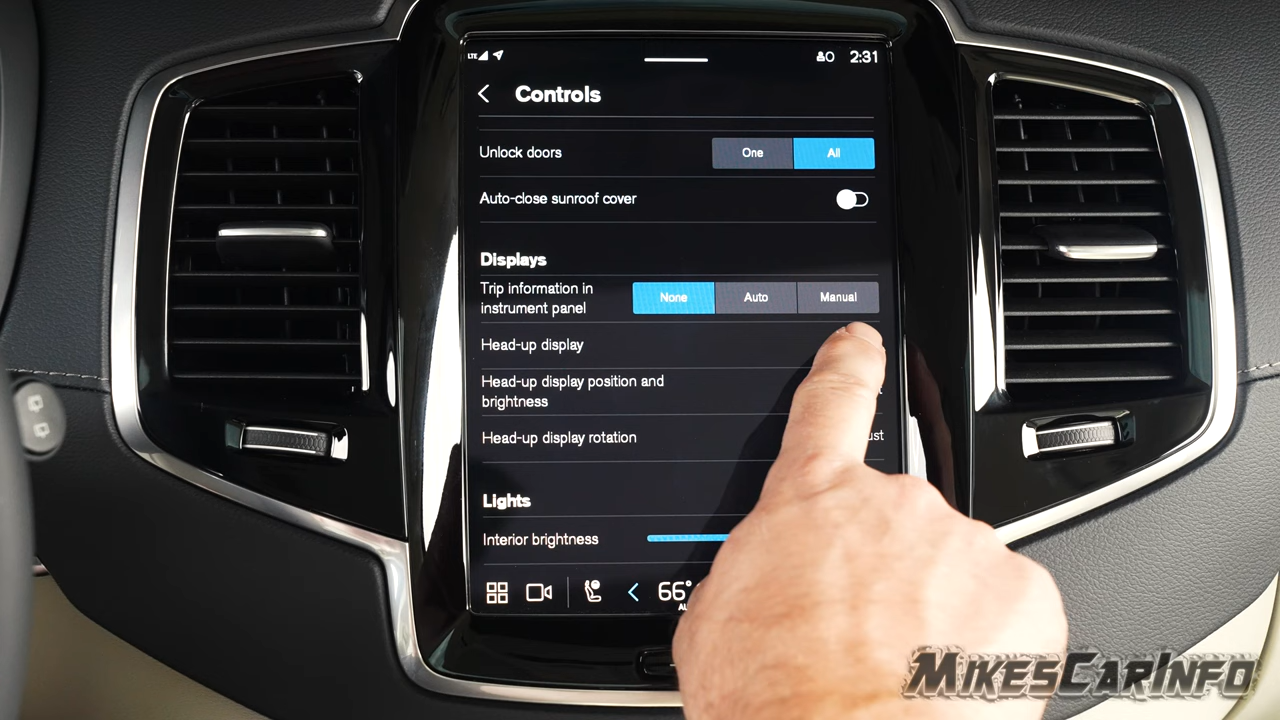 LTE
2:31
Controls
Unlock doors
One
All
Auto-close sunroof cover
Displays
Trip information in
instrument panel
None
Auto
Manual
Head-up display
Head-up display position and
brightness
Head-up display rotation
Lights
Interior brightness
66°
MIKESCARINFO